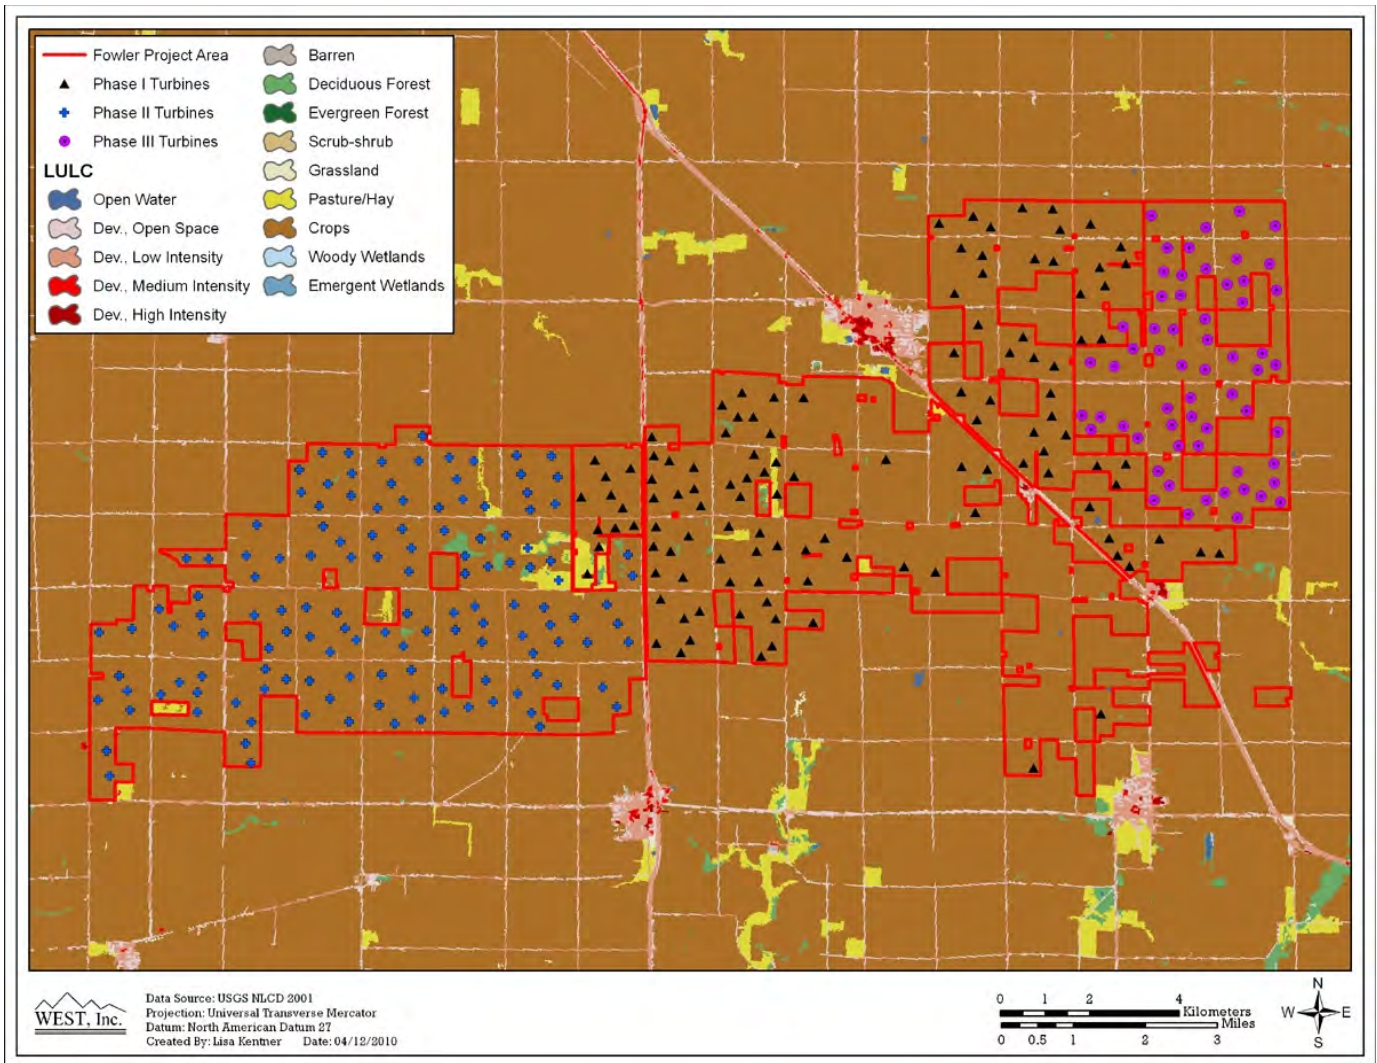 Fowler Project Area
Phase I Turbines
Phase II Turbines
Phase III Turbines
LULC
Open Water
Dev., Open Space
Dev., Low Intensity
Dev., Medium Intensity
Dev., High Intensity
Barren
Deciduous Forest
Evergreen Forest
Scrub-shrub
Grassland
Pasture/Hay
Crops
Woody Wetlands
Emergent Wetlands
WEST, Inc.
Data Source: USGS NLCD 2001
Projection: Universal Transverse Mercator
Datum: North American Datum 27
Created By: Lisa Kentner Date: 04/12/2010
0 1 2 4
Kilometers
Miles
0 0.5 1 2 3
N
W E
S